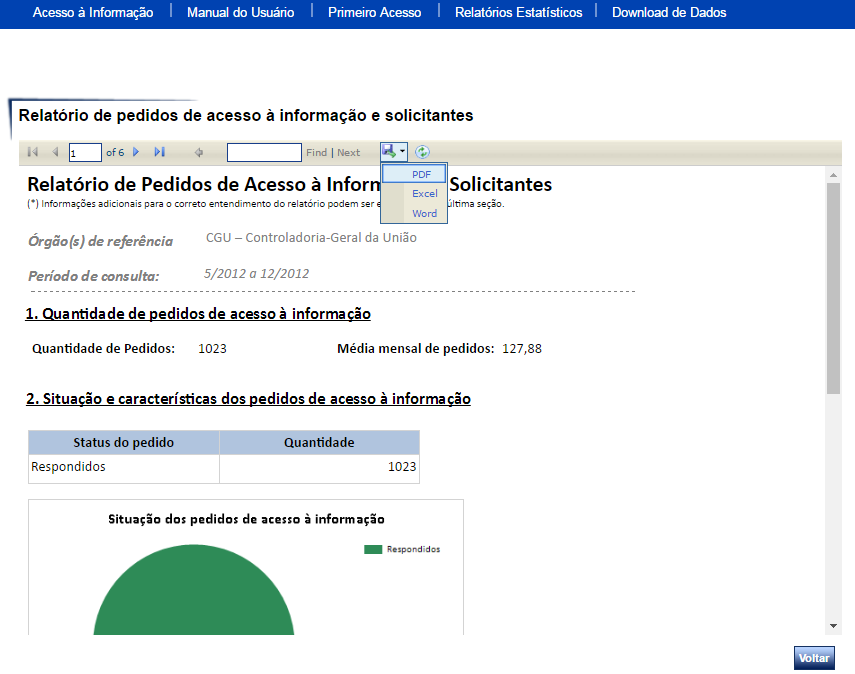 Acesso à Informação | Manual do Usuário | Primeiro Acesso | Relatórios Estatísticos | Download de Dados
Relatório de pedidos de acesso à informação e solicitantes
1 of 6 Find | Next
PDF
Excel
Word
Relatório de Pedidos de Acesso à Inform Solicitantes
(*) Informações adicionais para o correto entendimento do relatório podem ser e última seção.
Órgão(s) de referência CGU – Controladoria-Geral da União
Período de consulta: 5/2012 a 12/2012
1. Quantidade de pedidos de acesso à informação
Quantidade de Pedidos: 1023 Média mensal de pedidos: 127,88
2. Situação e características dos pedidos de acesso à informação
Status do pedido Quantidade
Respondidos 1023
Situação dos pedidos de acesso à informação
Respondidos
Voltar